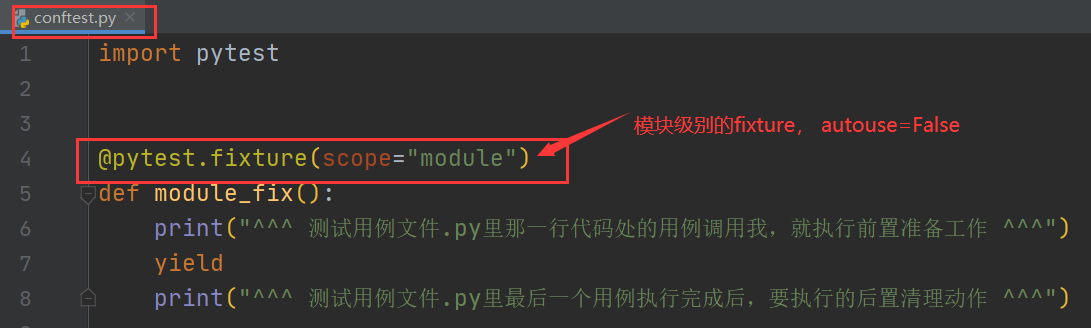 conftest.py
1 import pytest
2
3
模块级别的fixture， autouse=False
4 @pytest.fixture(scope="module")
5 def module_fix():
6 print("^^^ 测试用例文件.py里那一行代码处的用例调用我，就执行前置准备工作 ^^^")
7 yield
8 print("^^^ 测试用例文件.py里最后一个用例执行完成后，要执行的后置清理动作 ^^^")